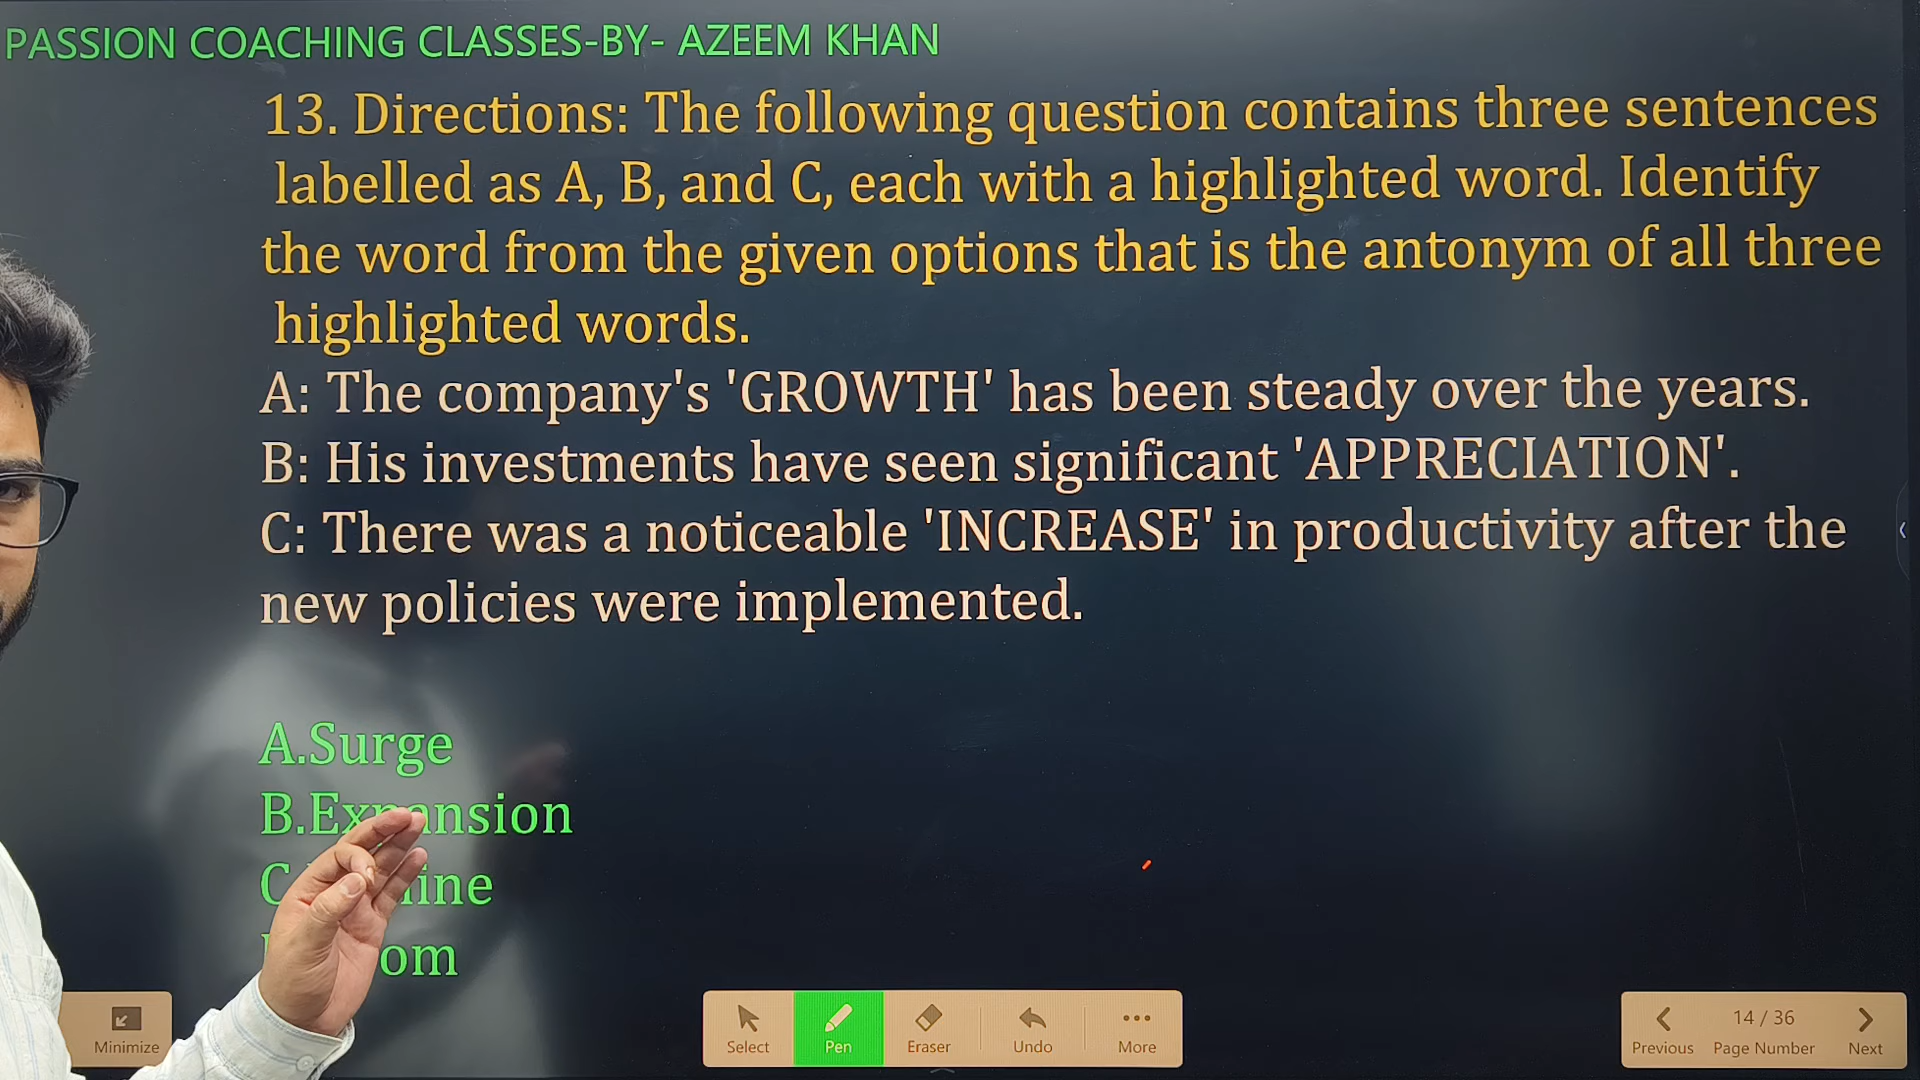 PASSION COACHING CLASSES-BY- AZEEM KHAN
13. Directions: The following question contains three sentences
labelled as A, B, and C, each with a highlighted word. Identify
the word from the given options that is the antonym of all three
highlighted words.
A: The company's 'GROWTH' has been steady over the years.
B: His investments have seen significant 'APPRECIATION'.
C: There was a noticeable 'INCREASE' in productivity after the
new policies were implemented.
A.Surge
B.Expansion
Minimize
Select
Pen
Eraser
Undo
More
14 / 36
Previous
Page Number
Next